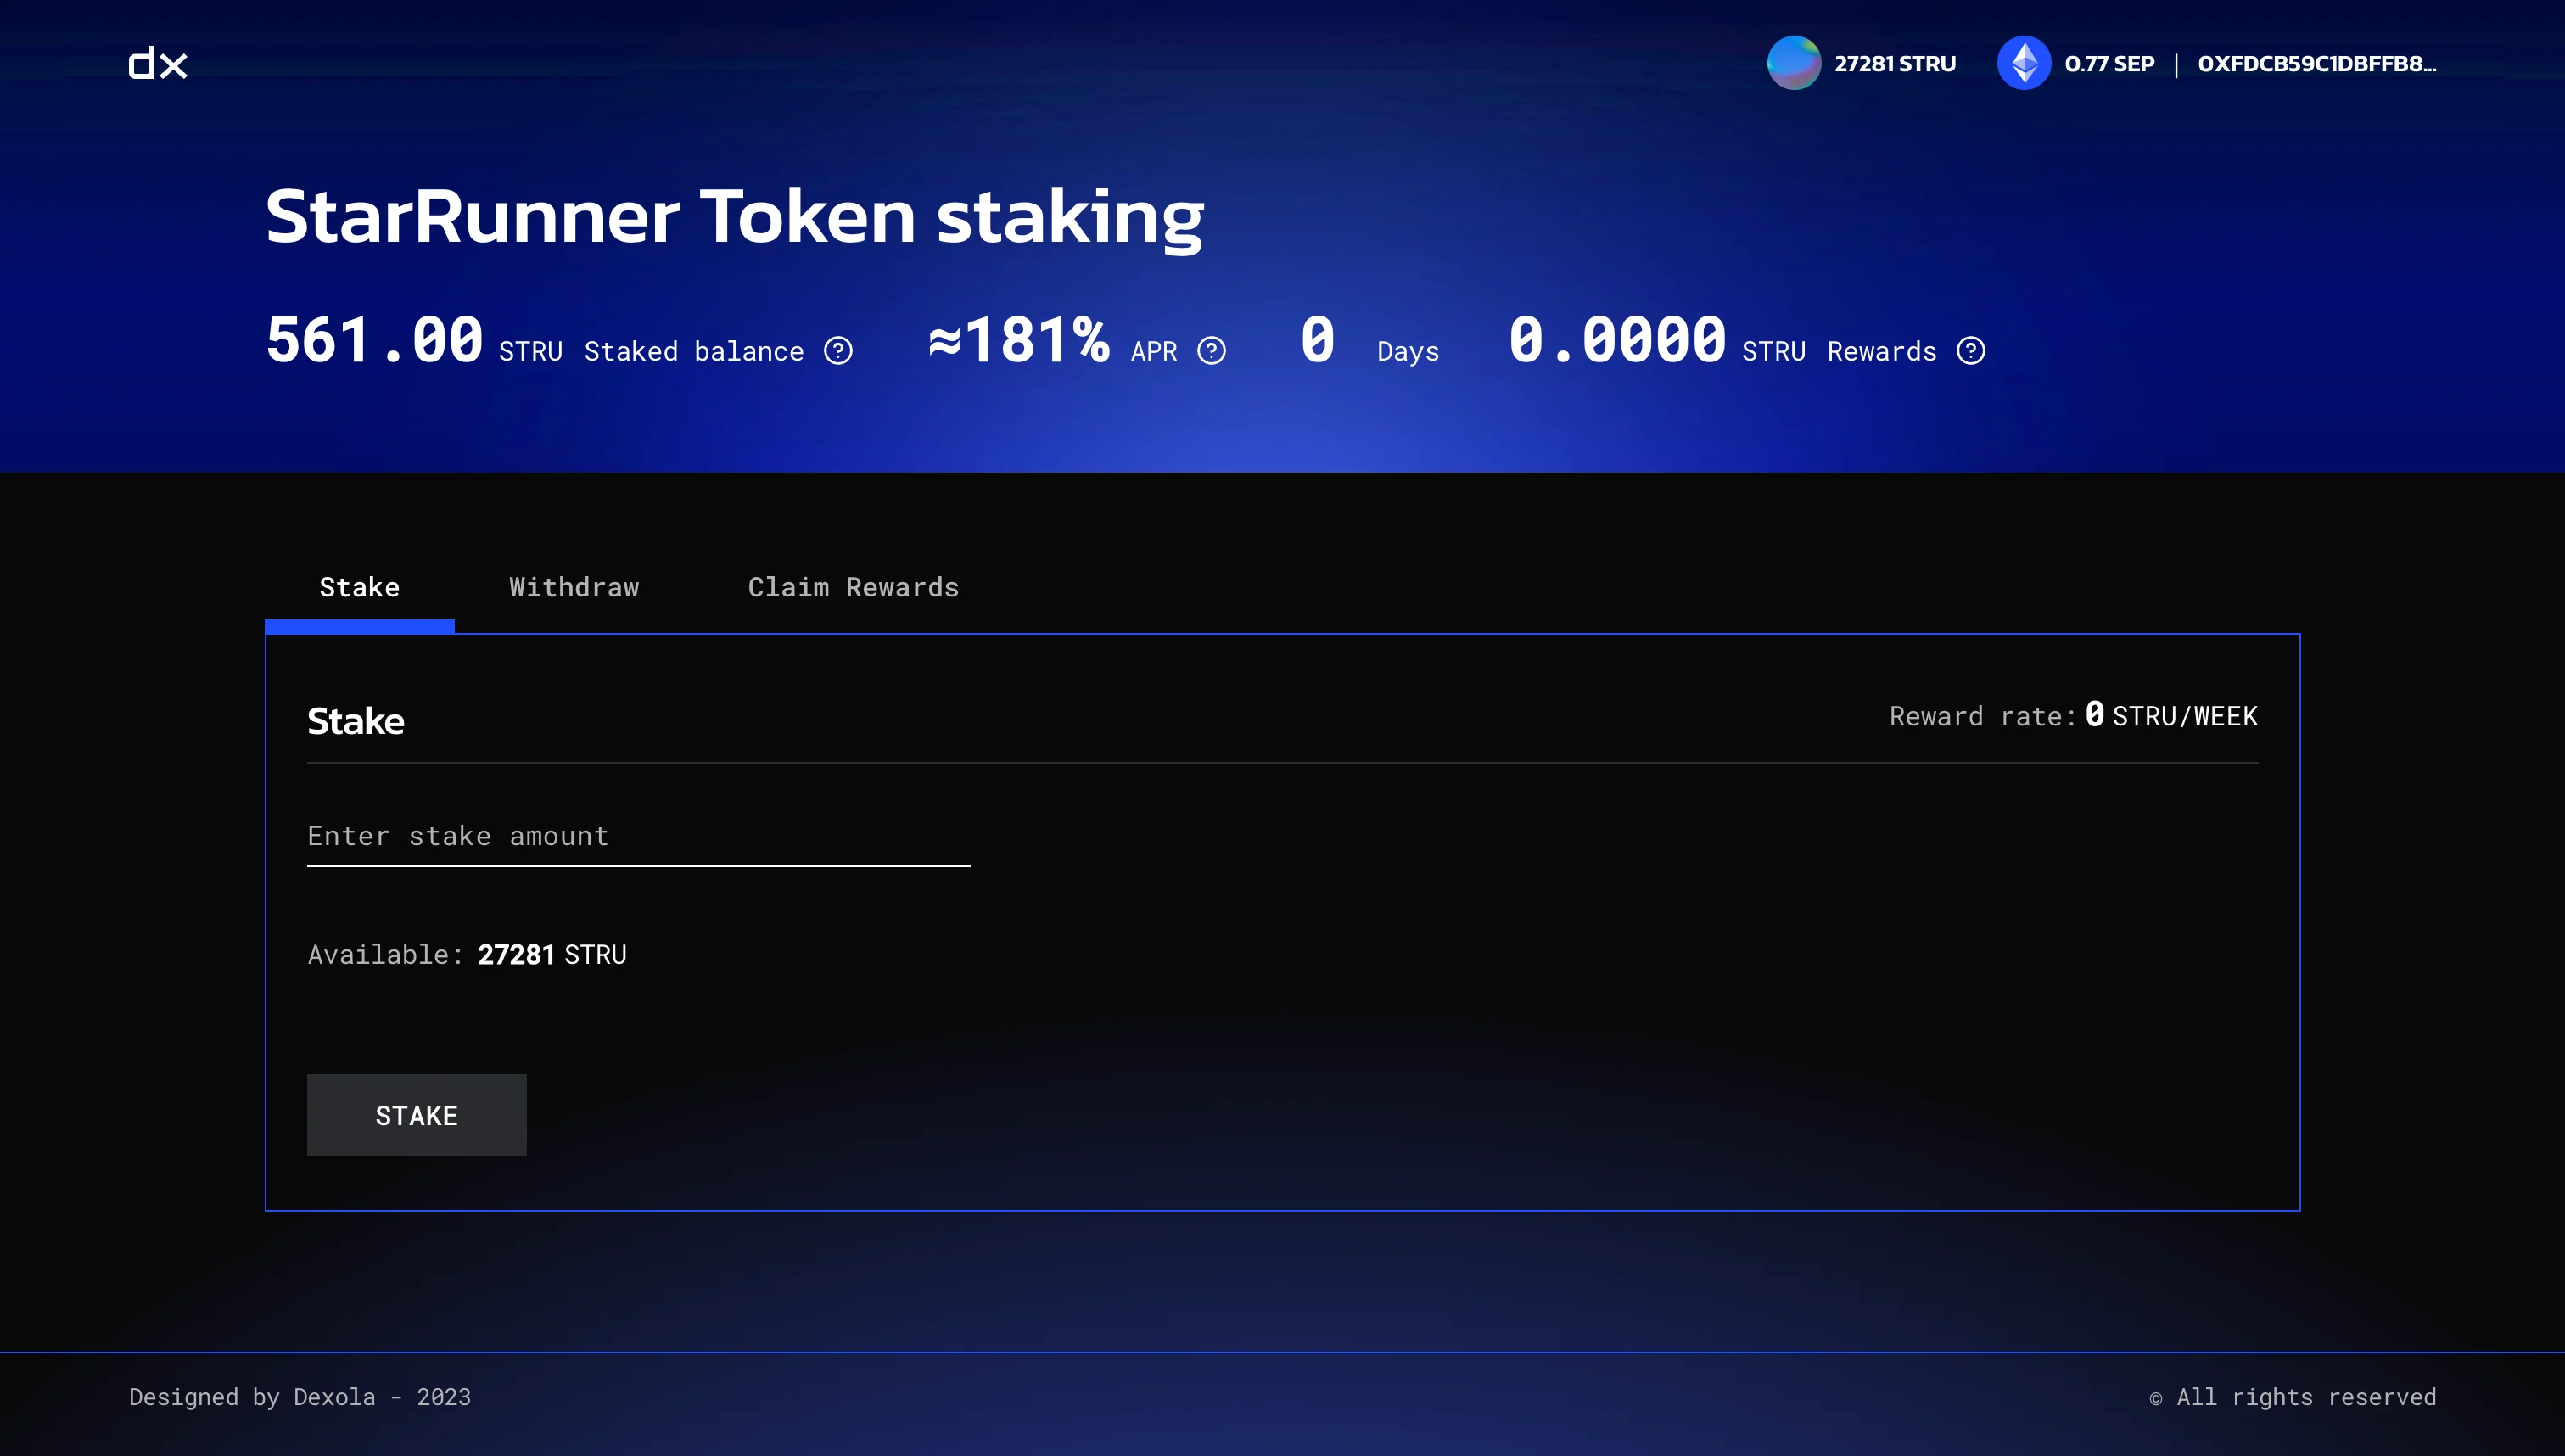 dx
27281 STRU 0.77 SEP | 0XFDCB59C1DBFFB8...
StarRunner Token staking
561.00 STRU Staked balance ? ≈181% APR ? 0 Days 0.0000 STRU Rewards ?
Stake Withdraw Claim Rewards
Stake Reward rate: 0 STRU/WEEK
Enter stake amount
Available: 27281 STRU
STAKE
Designed by Dexola - 2023 © All rights reserved